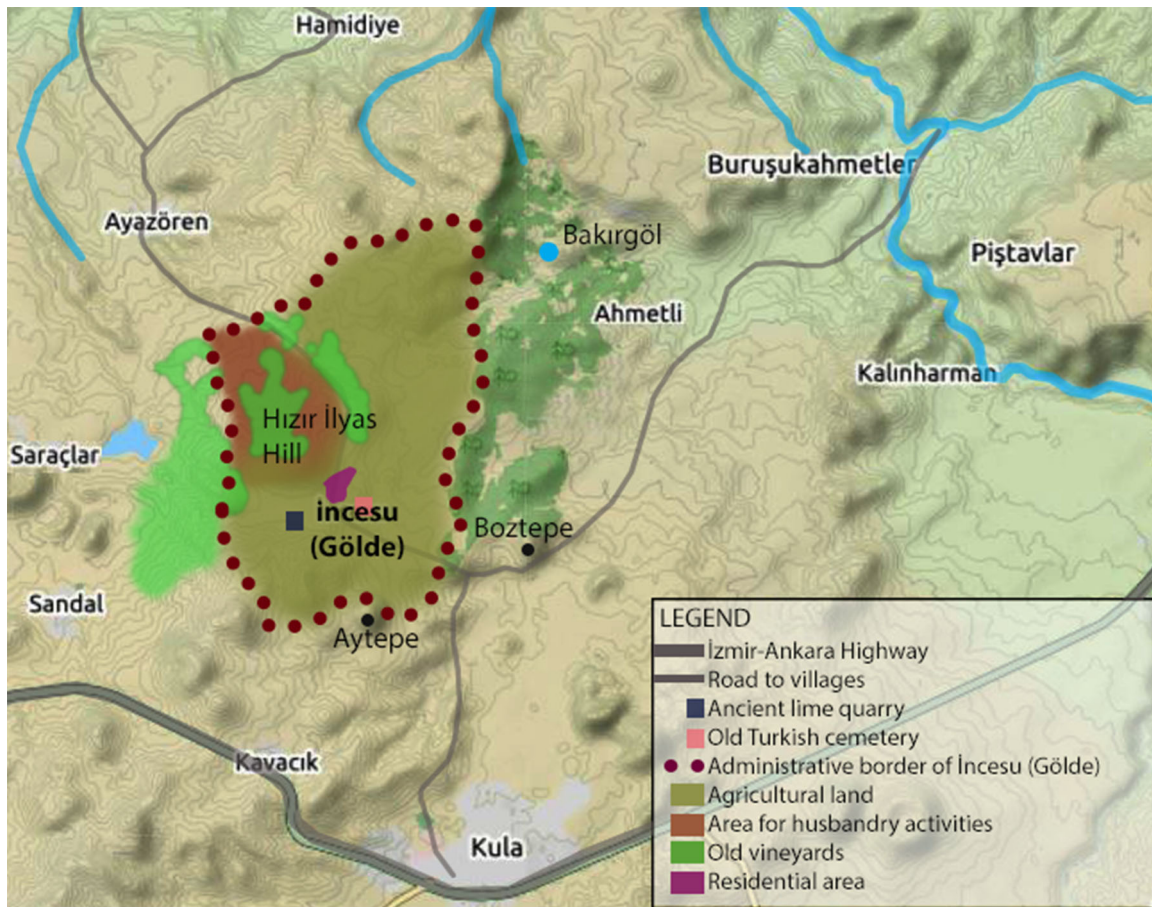 Hamidiye
Buruşukahmetler
Ayazören
Bakırgöl
Piştavlar
Ahmetli
Kalınharman
Hızır İlyas
Hill
Saraçlar
incesu
(Gölde)
Boztepe
Sandal
Aytepe
Kavacık
Kula
LEGEND
İzmir-Ankara Highway
Road to villages
Ancient lime quarry
Old Turkish cemetery
Administrative border of İncesu (Gölde)
Agricultural land
Area for husbandry activities
Old vineyards
Residential area